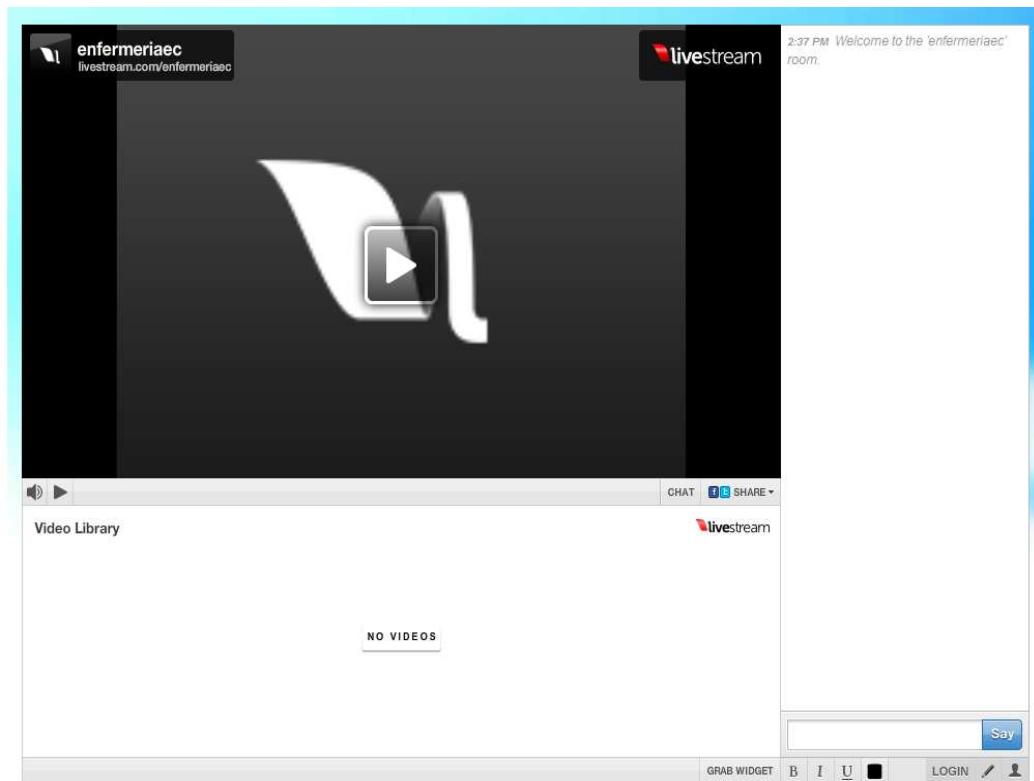 enfermeriaec
livestream.com/enfermeriaec
livestream
2:37 PM Welcome to the 'enfermeriaec'
room.
CHAT
SHARE
Video Library
livestream
NO VIDEOS
Say
GRAB WIDGET
B I U
LOGIN